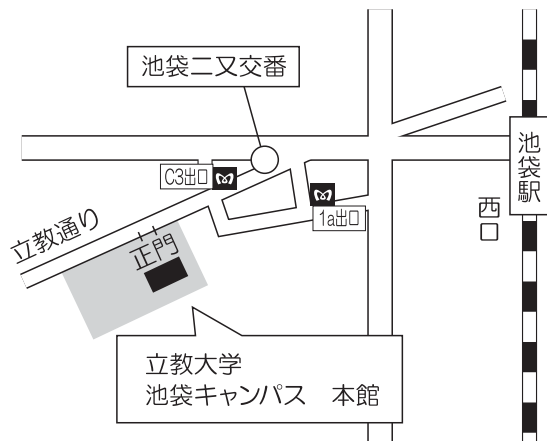 池袋二又交番
C3出口
1a出口
池袋駅
西口
立教通り
正門
立教大学
池袋キャンパス　本館